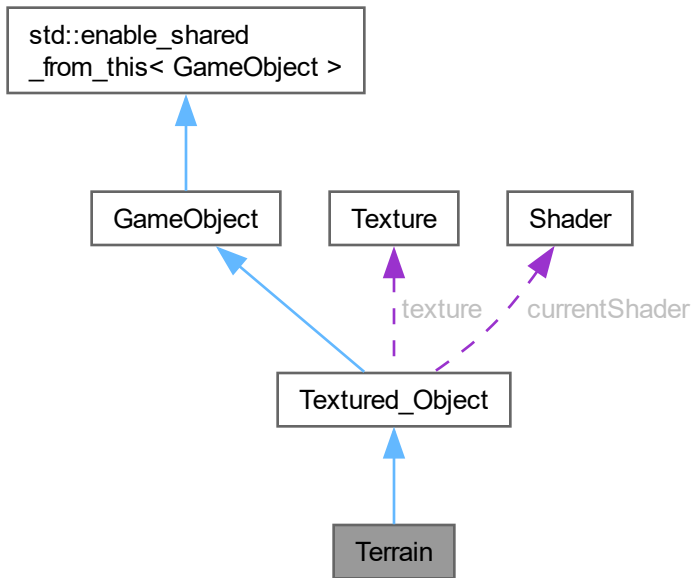 std::enable_shared
_from_this< GameObject >
GameObject
Texture
Shader
texture
currentShader
Textured_Object
Terrain